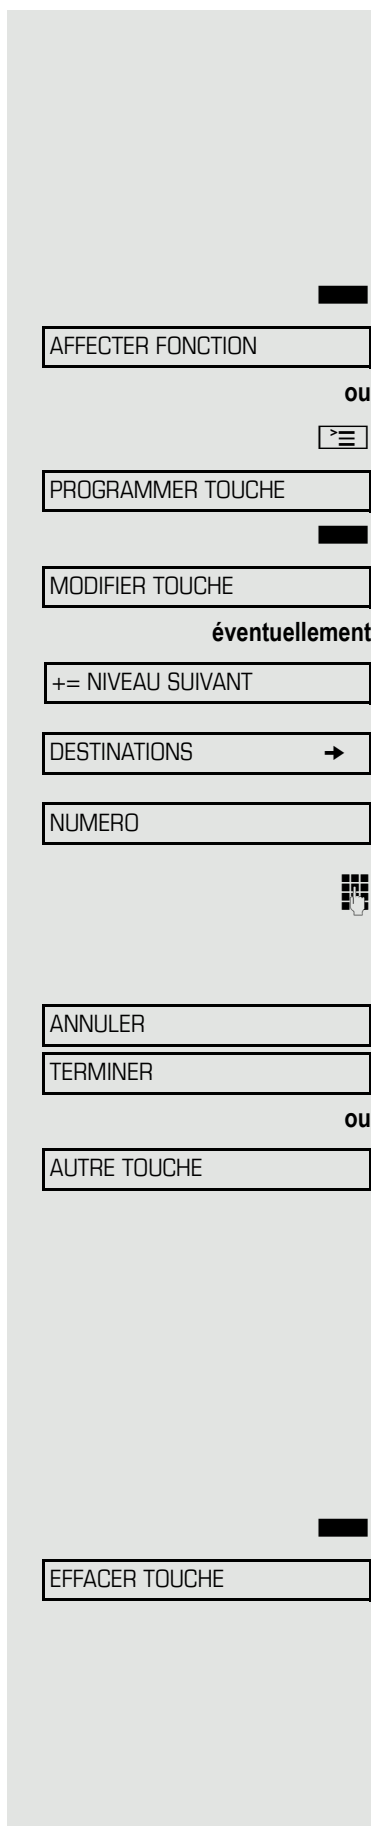 AFFECTER FONCTION
ou
PROGRAMMER TOUCHE
MODIFIER TOUCHE
éventuellement
+= NIVEAU SUIVANT
DESTINATIONS
NUMERO
ANNULER
TERMINER
ou
AUTRE TOUCHE
EFFACER TOUCHE